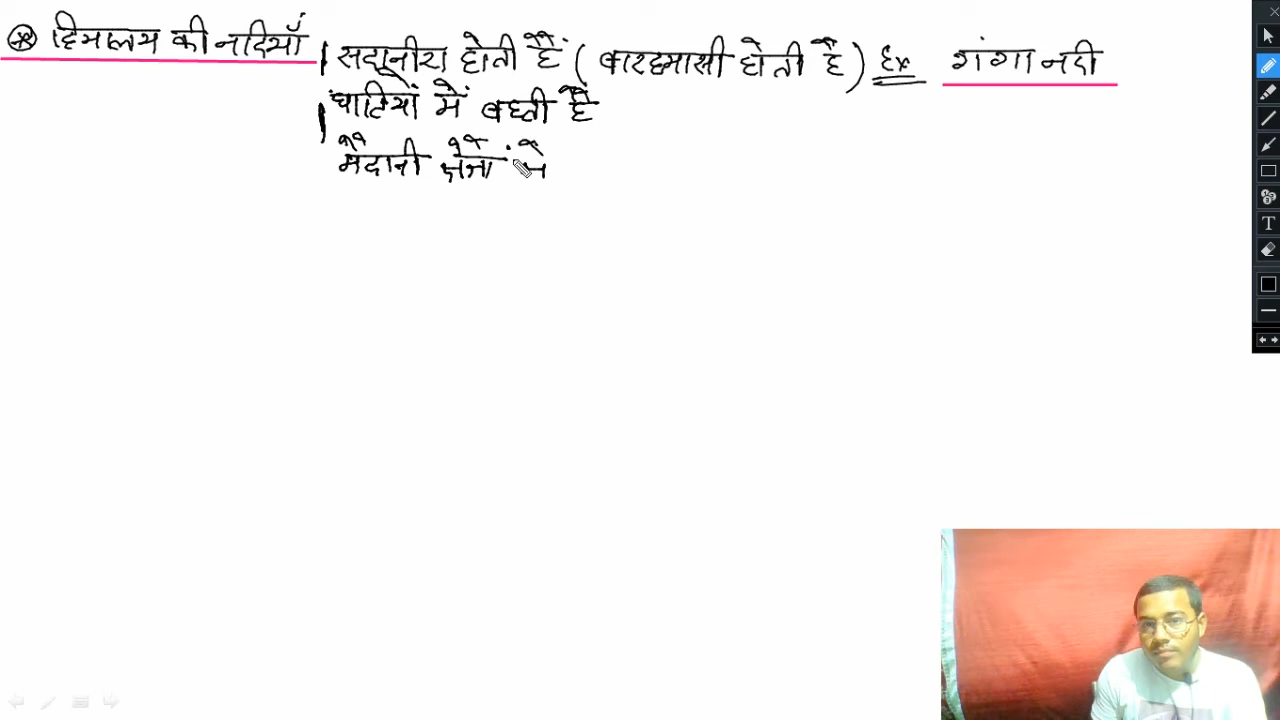 हिमालय की नदियाँ सदानीरा होती हैं ( बारहमासी होती है ) Ex गंगा नदी
घाटियों में बहती हैं
मैदानी क्षेत्रों में
T